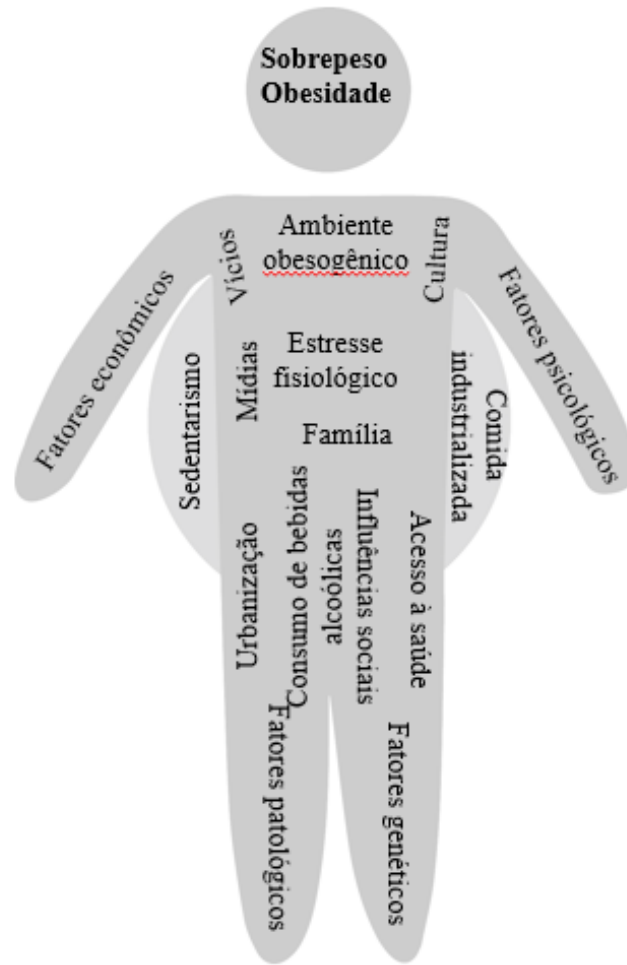 Sobrepeso
Obesidade
Ambiente
obesogênico
Vícios
Cultura
Fatores econômicos
Fatores psicológicos
Estresse
fisiológico
Mídias
Sedentarismo
Comida
industrializada
Família
Urbanização
Consumo de bebidas
alcoólicas
Influências sociais
Acesso à saúde
Fatores patológicos
Fatores genéticos